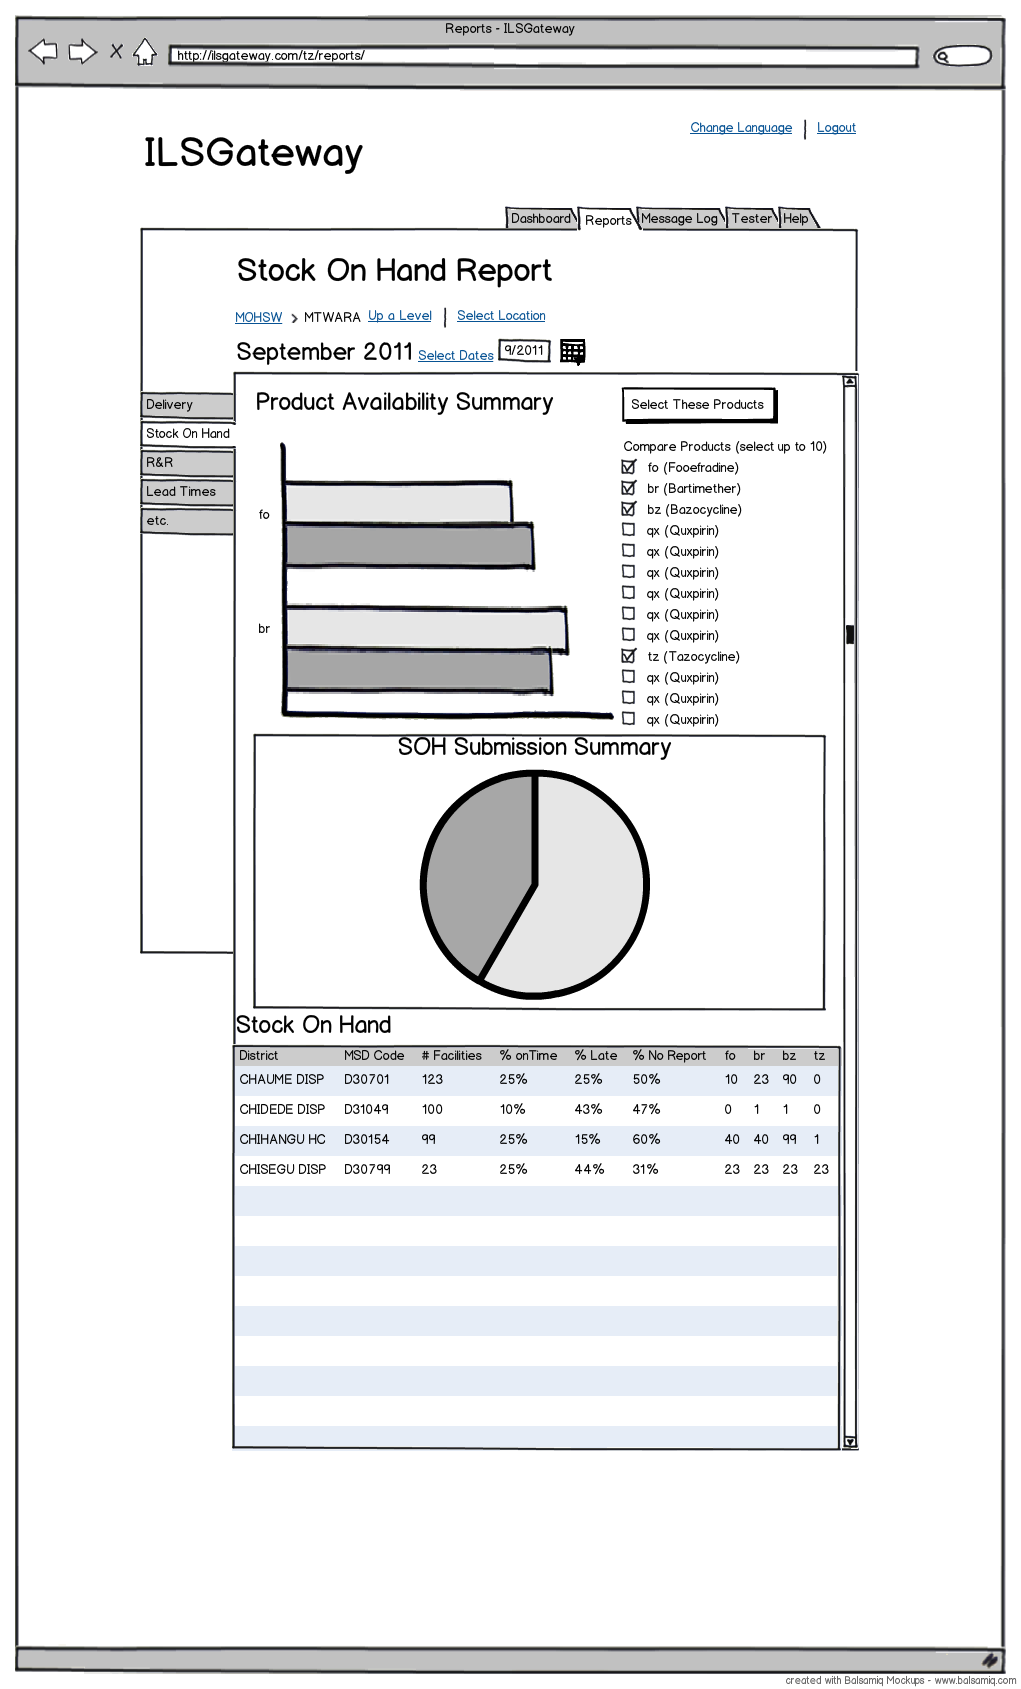 Reports - ILSGateway
http://ilsgateway.com/tz/reports/
Change Language | Logout
ILSGateway
Dashboard Reports Message Log Tester Help
Stock On Hand Report
MOHSW > MTWARA Up a Level | Select Location
September 2011 Select Dates 9/2011
Delivery
Stock On Hand
R&R
Lead Times
etc.
Product Availability Summary
fo
br
Select These Products
Compare Products (select up to 10)
fo (Fooefradine)
br (Bartimether)
bz (Bazocycline)
qx (Quxpirin)
qx (Quxpirin)
qx (Quxpirin)
qx (Quxpirin)
qx (Quxpirin)
qx (Quxpirin)
tz (Tazocycline)
qx (Quxpirin)
qx (Quxpirin)
qx (Quxpirin)
SOH Submission Summary
Stock On Hand
District MSD Code # Facilities % onTime % Late % No Report fo br bz tz
CHAUME DISP D30701 123 25% 25% 50% 10 23 90 0
CHIDEDE DISP D31049 100 10% 43% 47% 0 1 1 0
CHIHANGU HC D30154 99 25% 15% 60% 40 40 99 1
CHISEGU DISP D30799 23 25% 44% 31% 23 23 23 23
created with Balsamiq Mockups - www.balsamiq.com